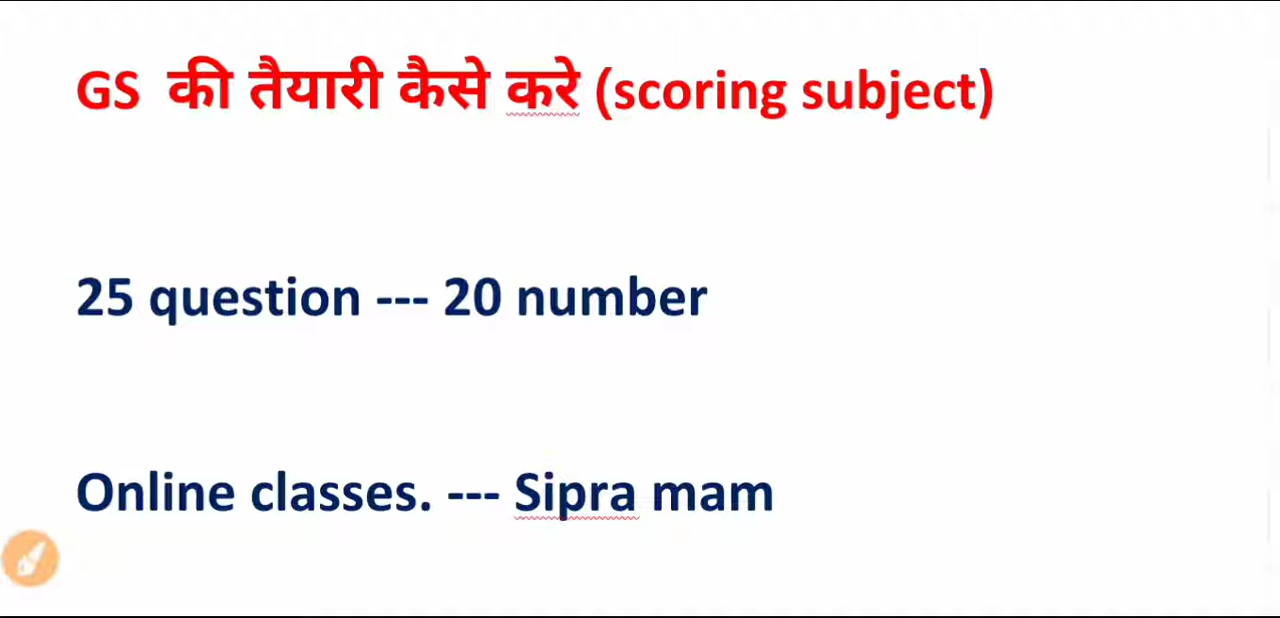 GS की तैयारी कैसे करे (scoring subject)
25 question --- 20 number
Online classes. --- Sipra mam